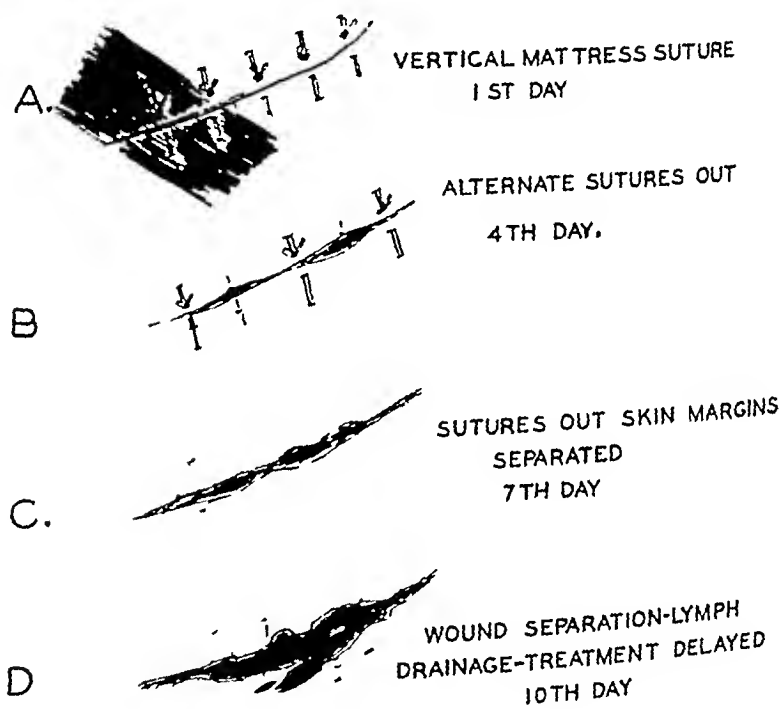 A.
VERTICAL MATTRESS SUTURE
1 ST DAY
ALTERNATE SUTURES OUT
4TH DAY.
B
SUTURES OUT SKIN MARGINS
SEPARATED
7TH DAY
C.
WOUND SEPARATION-LYMPH
DRAINAGE-TREATMENT DELAYED
10TH DAY
D